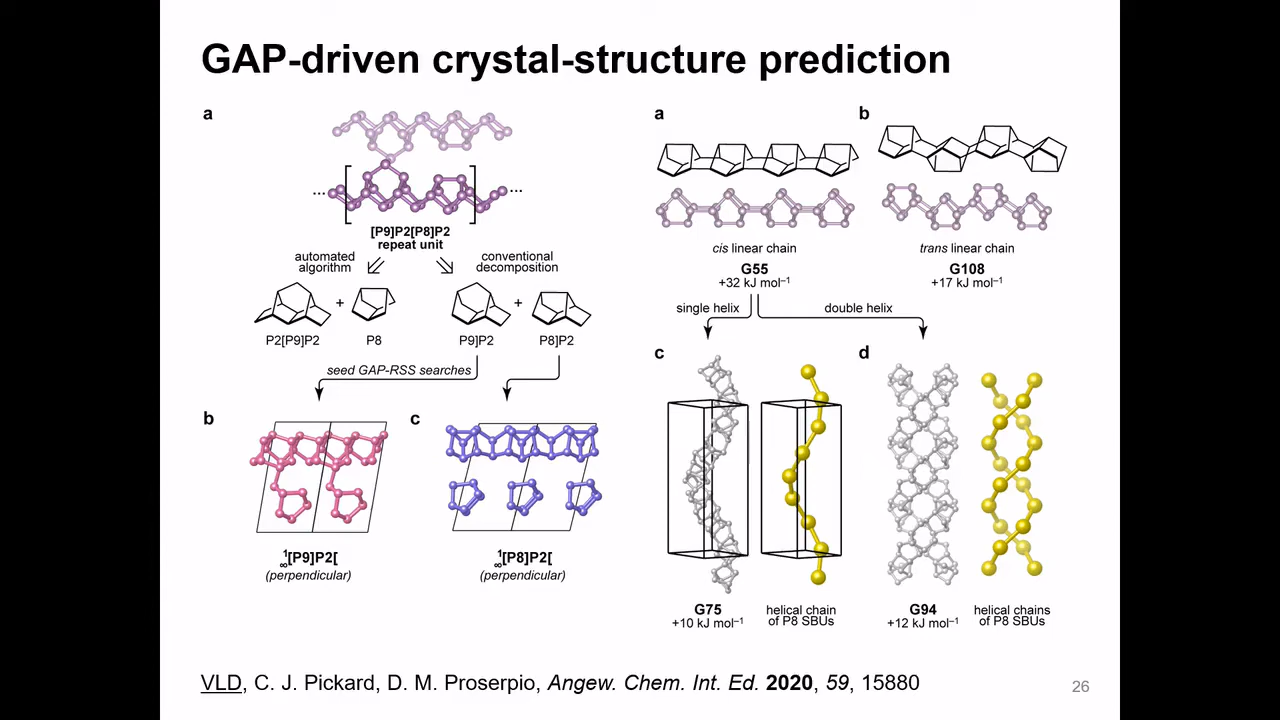 GAP-driven crystal-structure prediction
a
...
...
[P9]P2[P8]P2
repeat unit
automated
algorithm
conventional
decomposition
+
+
P2[P9]P2
P8
P9]P2
P8]P2
seed GAP-RSS searches
b
c
1∞[P9]P2[
(perpendicular)
1∞[P8]P2[
(perpendicular)
a
b
cis linear chain
G55
+32 kJ mol–1
trans linear chain
G108
+17 kJ mol–1
single helix
double helix
c
d
G75
+10 kJ mol–1
helical chain
of P8 SBUs
G94
+12 kJ mol–1
helical chains
of P8 SBUs
VLD, C. J. Pickard, D. M. Proserpio, Angew. Chem. Int. Ed. 2020, 59, 15880
26